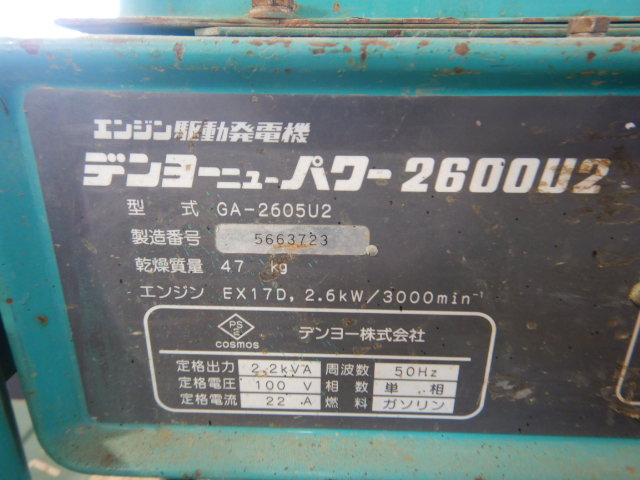 エンジン駆動発電機
デンヨーニューパワー2600U2
型 式 GA-2605U2
製造番号 5663723
乾燥質量 47 kg
エンジン EX17D, 2.6kW/3000min⁻¹
PS
E
COSMOS
デンヨー株式会社
定格出力 2.2kVA 周波数 50Hz
定格電圧 100 V 相 数 単 相
定格電流 22 A 燃 料 ガソリン